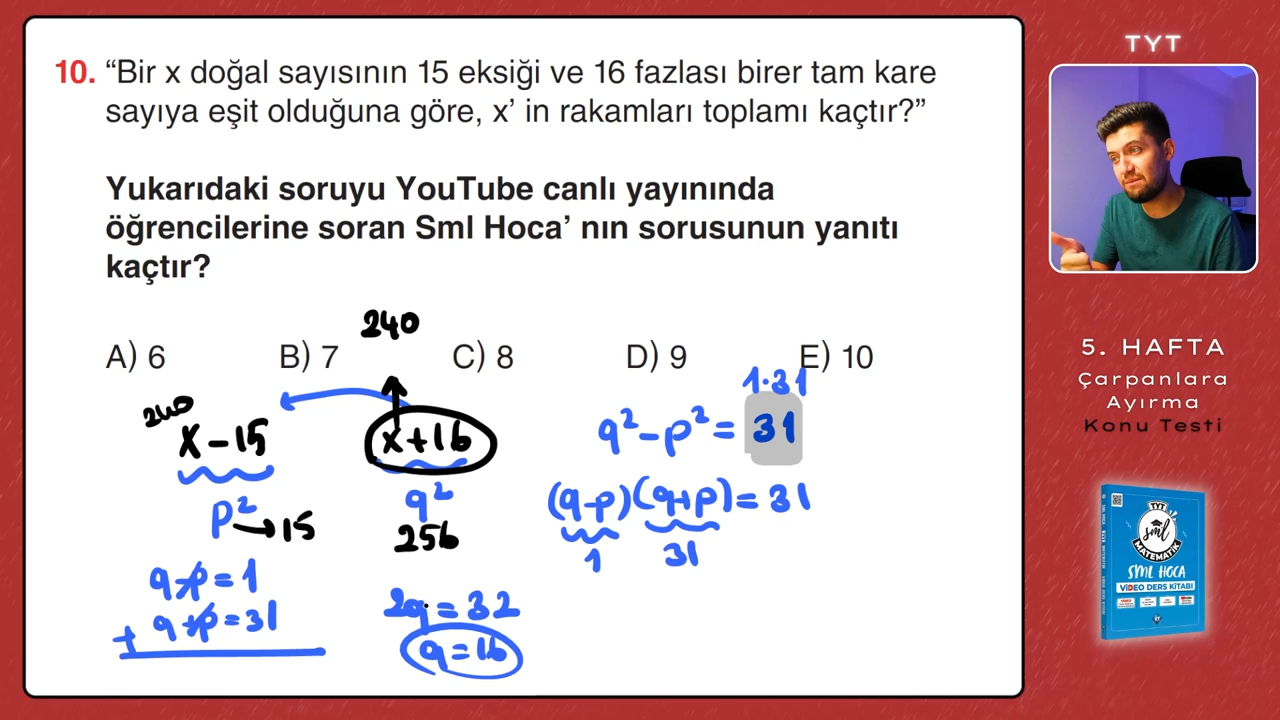 10. “Bir x doğal sayısının 15 eksiği ve 16 fazlası birer tam kare
sayıya eşit olduğuna göre, x’ in rakamları toplamı kaçtır?”
Yukarıdaki soruyu YouTube canlı yayınında
öğrencilerine soran Sml Hoca’ nın sorusunun yanıtı
kaçtır?
240
A) 6 B) 7 C) 8 D) 9 E) 10
1·31
240
x-15 x+16 q²-p²= 31
p² →15 q² (q-p)(q+p)=31
256 1 31
q-p=1
+ q+p=31
2q=32
q=16
TYT
5. HAFTA
Çarpanlara
Ayırma
Konu Testi
TYT
sml
MATEMATİK
SML HOCA
VİDEO DERS KİTABI